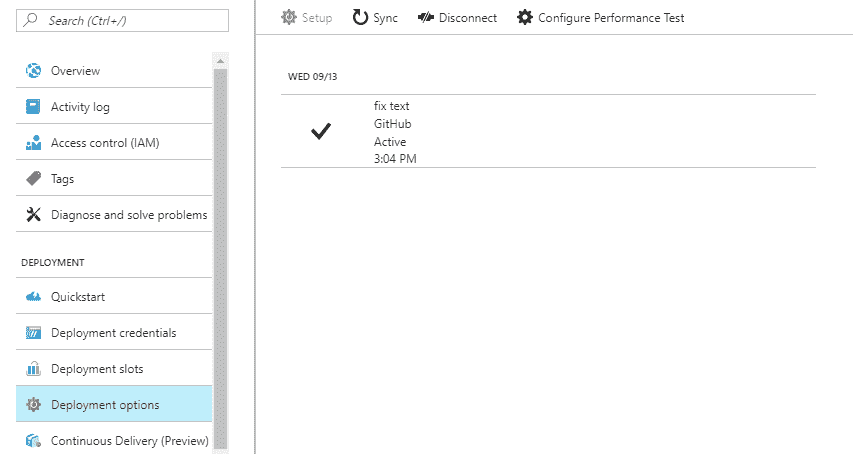 Search (Ctrl+/)
Overview
Activity log
Access control (IAM)
Tags
Diagnose and solve problems
DEPLOYMENT
Quickstart
Deployment credentials
Deployment slots
Deployment options
Continuous Delivery (Preview)
Setup Sync Disconnect Configure Performance Test
WED 09/13
fix text
GitHub
Active
3:04 PM